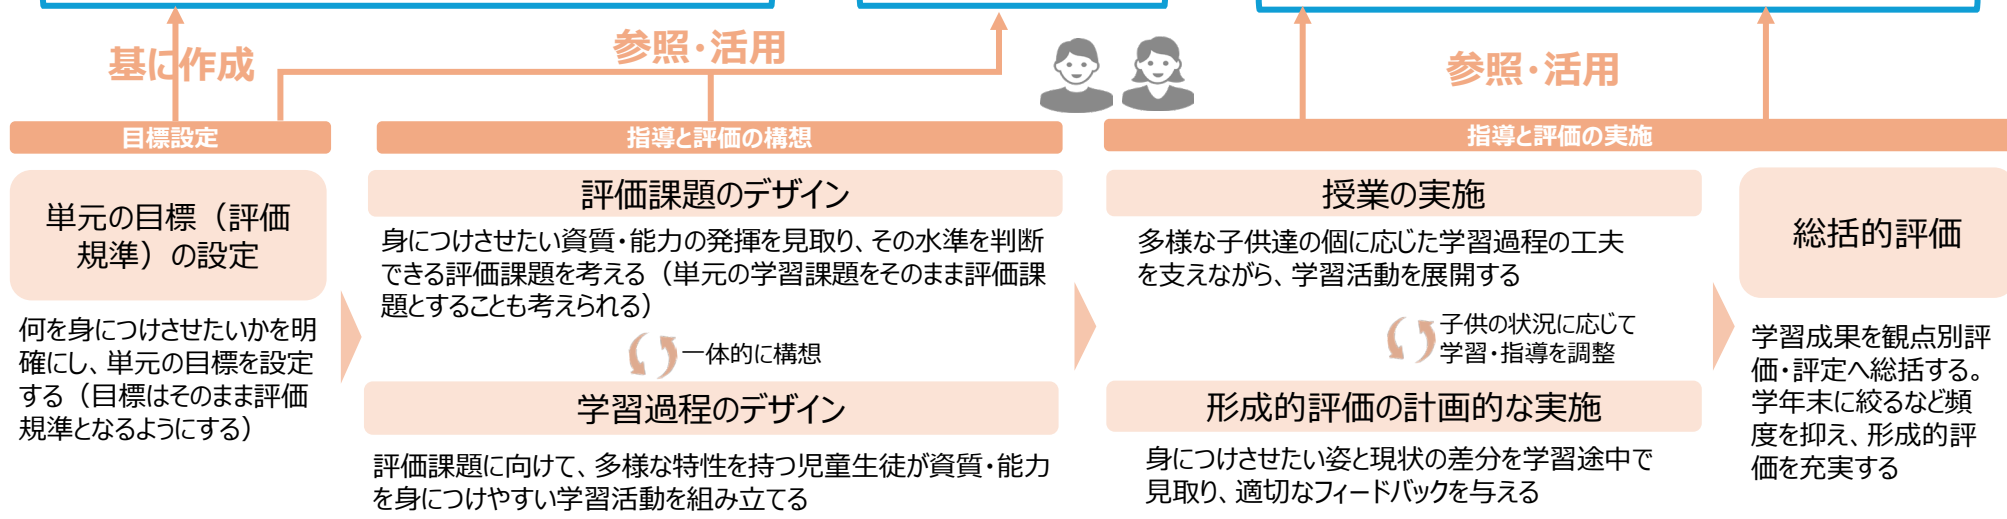 基に作成
参照・活用
参照・活用
目標設定
指導と評価の構想
指導と評価の実施
単元の目標（評価
規準）の設定
何を身につけさせたいかを明
確にし、単元の目標を設定
する（目標はそのまま評価
規準となるようにする）
評価課題のデザイン
身につけさせたい資質・能力の発揮を見取り、その水準を判断
できる評価課題を考える（単元の学習課題をそのまま評価課
題とすることも考えられる）
一体的に構想
学習過程のデザイン
評価課題に向けて、多様な特性を持つ児童生徒が資質・能力
を身につけやすい学習活動を組み立てる
授業の実施
多様な子供達の個に応じた学習過程の工夫
を支えながら、学習活動を展開する
子供の状況に応じて
学習・指導を調整
形成的評価の計画的な実施
身につけさせたい姿と現状の差分を学習途中で
見取り、適切なフィードバックを与える
総括的評価
学習成果を観点別評
価・評定へ総括する。
学年末に絞るなど頻
度を抑え、形成的評
価を充実する